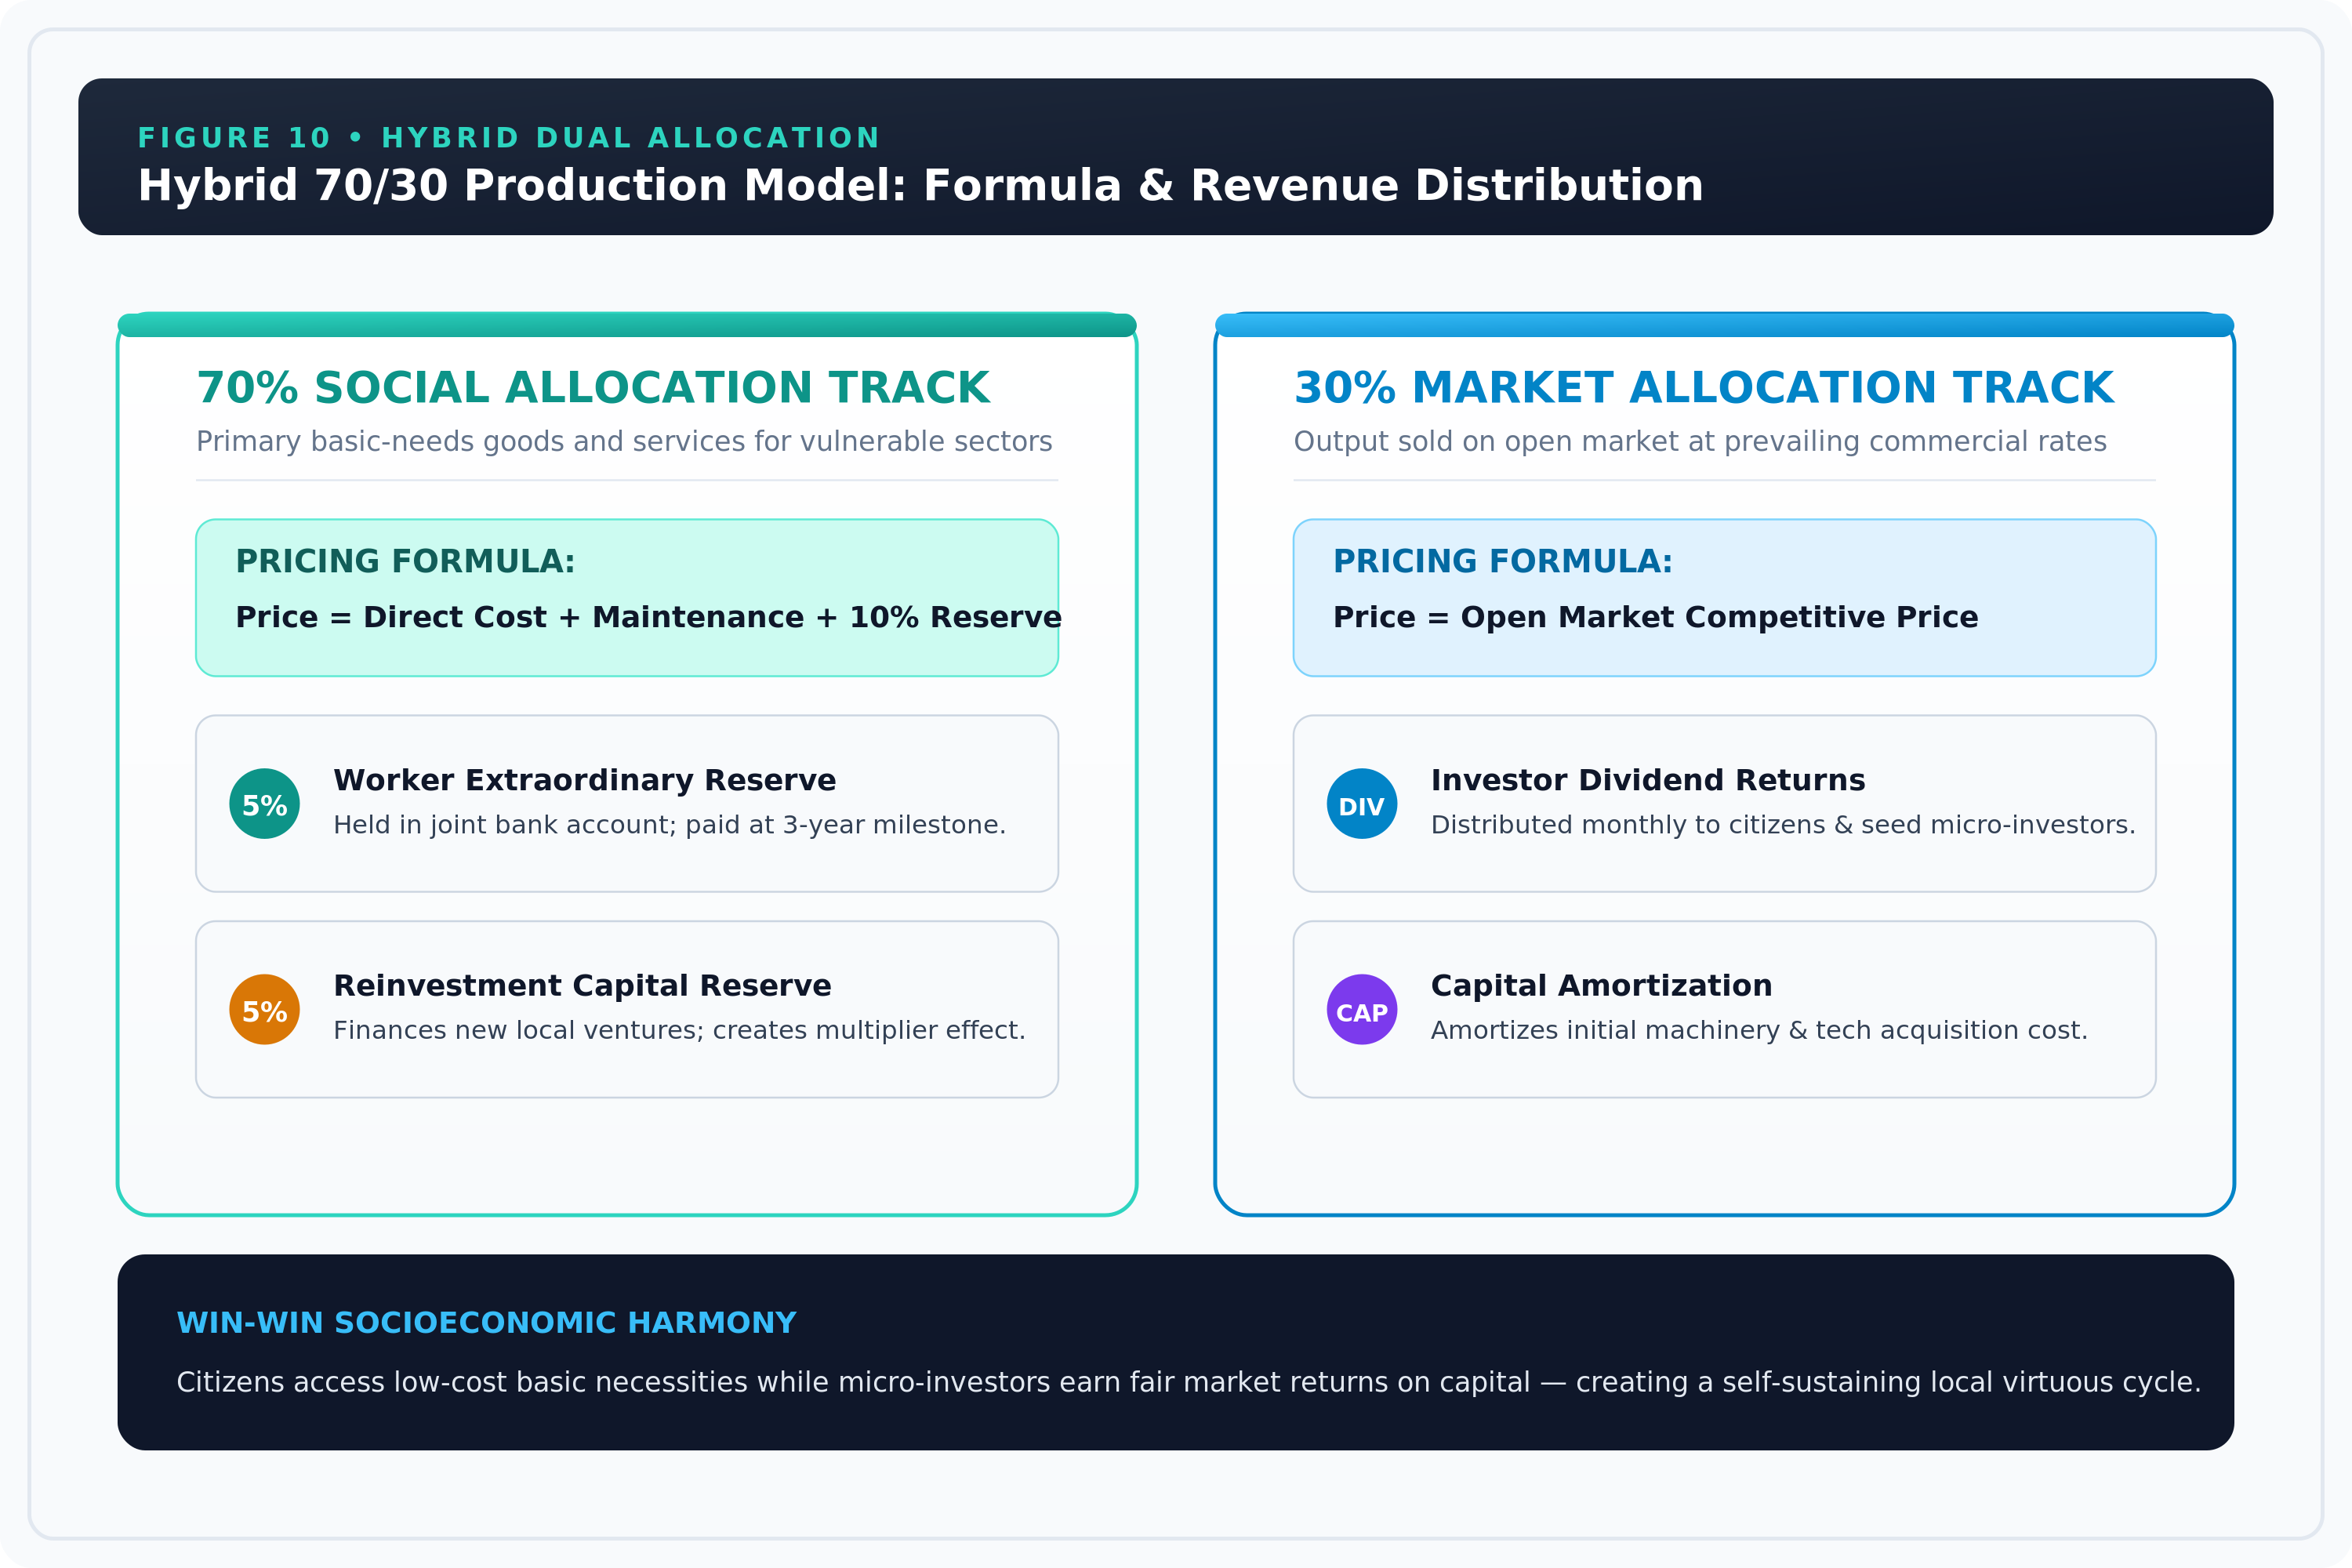 FIGURE 10 • HYBRID DUAL ALLOCATION
Hybrid 70/30 Production Model: Formula & Revenue Distribution
70% SOCIAL ALLOCATION TRACK
Primary basic-needs goods and services for vulnerable sectors
PRICING FORMULA:
Price = Direct Cost + Maintenance + 10% Reserve
5%
Worker Extraordinary Reserve
Held in joint bank account; paid at 3-year milestone.
5%
Reinvestment Capital Reserve
Finances new local ventures; creates multiplier effect.
30% MARKET ALLOCATION TRACK
Output sold on open market at prevailing commercial rates
PRICING FORMULA:
Price = Open Market Competitive Price
DIV
Investor Dividend Returns
Distributed monthly to citizens & seed micro-investors.
CAP
Capital Amortization
Amortizes initial machinery & tech acquisition cost.
WIN-WIN SOCIOECONOMIC HARMONY
Citizens access low-cost basic necessities while micro-investors earn fair market returns on capital — creating a self-sustaining local virtuous cycle.